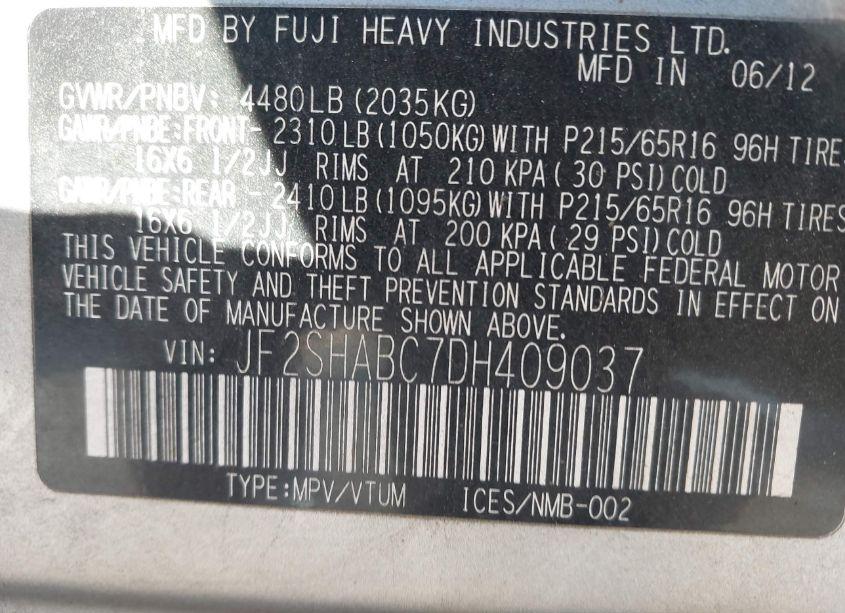 MFD BY FUJI HEAVY INDUSTRIES LTD.
MFD IN 06/12
GVWR/PNBV: 4480LB (2035KG)
GAWR/PNBE:FRONT- 2310LB(1050KG)WITH P215/65R16 96H TIRES
16X6 1/2JJ RIMS AT 210 KPA( 30 PSI)COLD
GAWR/PNBE:REAR - 2410LB(1095KG)WITH P215/65R16 96H TIRES
16X6 1/2JJ RIMS AT 200 KPA( 29 PSI)COLD
THIS VEHICLE CONFORMS TO ALL APPLICABLE FEDERAL MOTOR
VEHICLE SAFETY AND THEFT PREVENTION STANDARDS IN EFFECT ON
THE DATE OF MANUFACTURE SHOWN ABOVE.
VIN: JF2SHABC7DH409037
TYPE:MPV/VTUM ICES/NMB-002